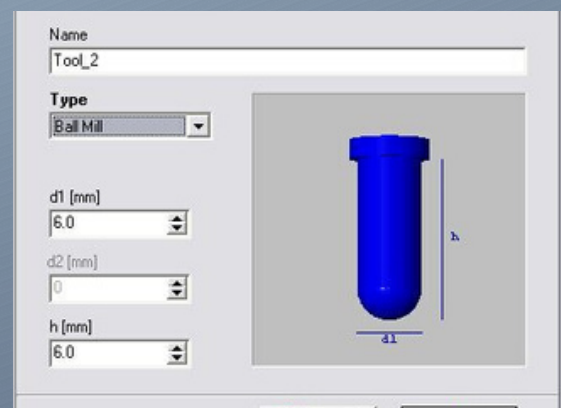 Name
Tool_2
Type
Ball Mill
d1 [mm]
6.0
d2 [mm]
0
h [mm]
6.0
h
d1